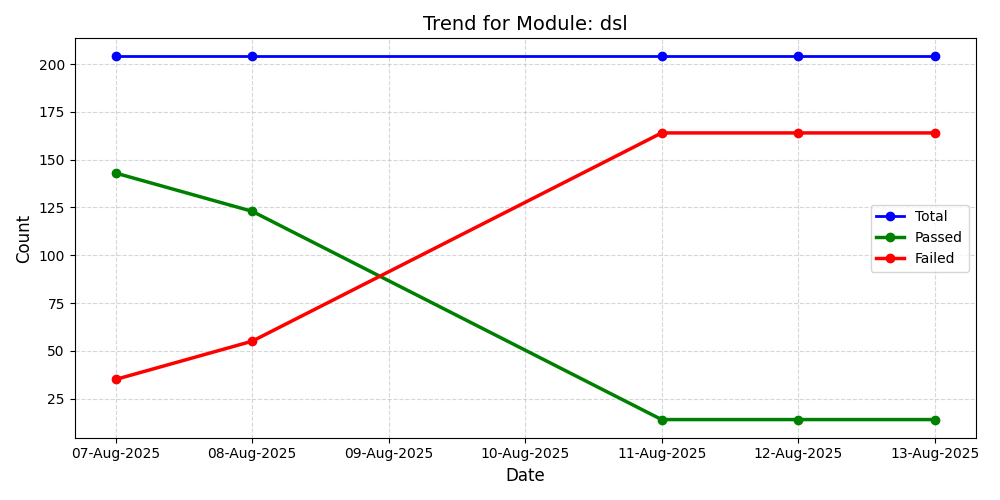 Trend for Module: dsl
200
175
150
125
100
75
50
25
Count
Total
Passed
Failed
07-Aug-2025 08-Aug-2025 09-Aug-2025 10-Aug-2025 11-Aug-2025 12-Aug-2025 13-Aug-2025
Date